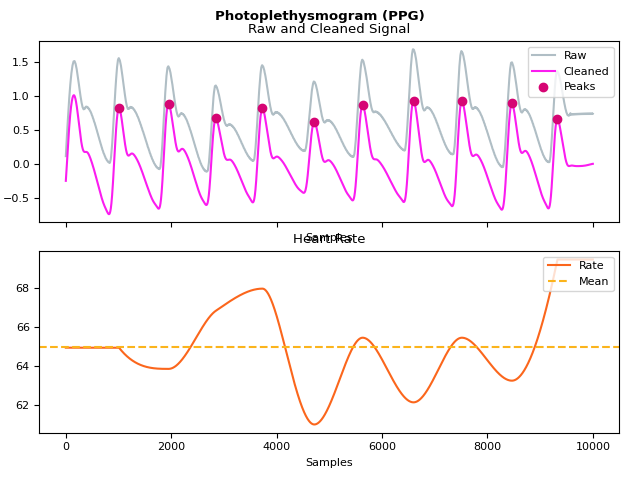 Photoplethysmogram (PPG)
Raw and Cleaned Signal
1.5
1.0
0.5
0.0
−0.5
Raw
Cleaned
Peaks
Samples
Heart Rate
68
66
64
62
Rate
Mean
0
2000
4000
6000
8000
10000
Samples